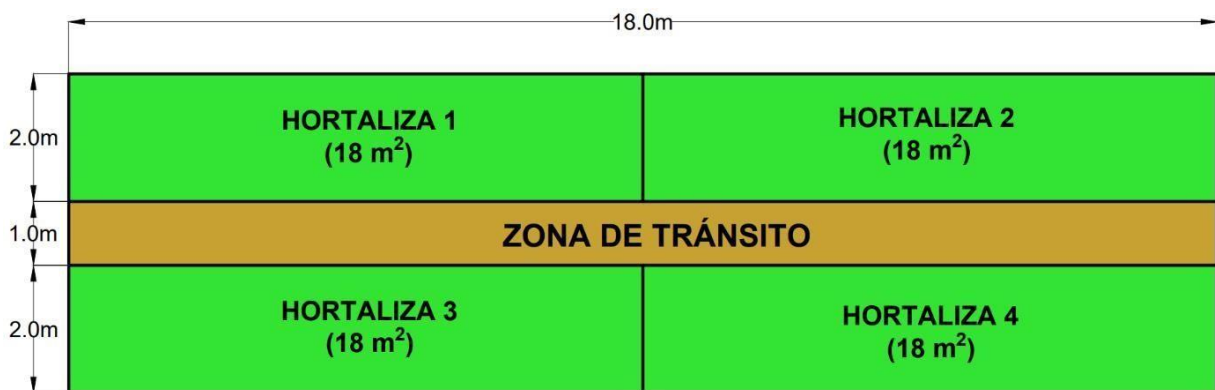 18.0m
2.0m
HORTALIZA 1
(18 m²)
HORTALIZA 2
(18 m²)
1.0m
ZONA DE TRÁNSITO
2.0m
HORTALIZA 3
(18 m²)
HORTALIZA 4
(18 m²)